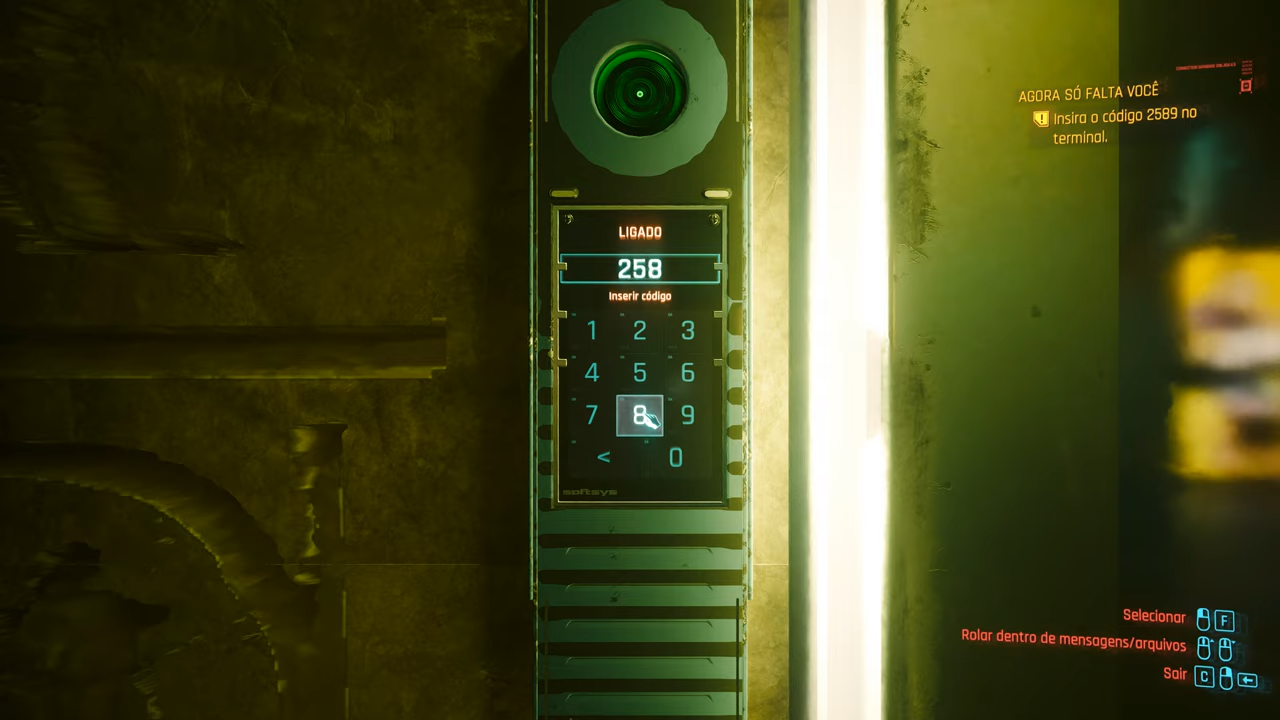 AGORA SÓ FALTA VOCÊ
Insira o código 2589 no
terminal.
LIGADO
258
Inserir código
1 2 3
4 5 6
7 8 9
< 0
softsys
Selecionar F
Rolar dentro de mensagens/arquivos
Sair C